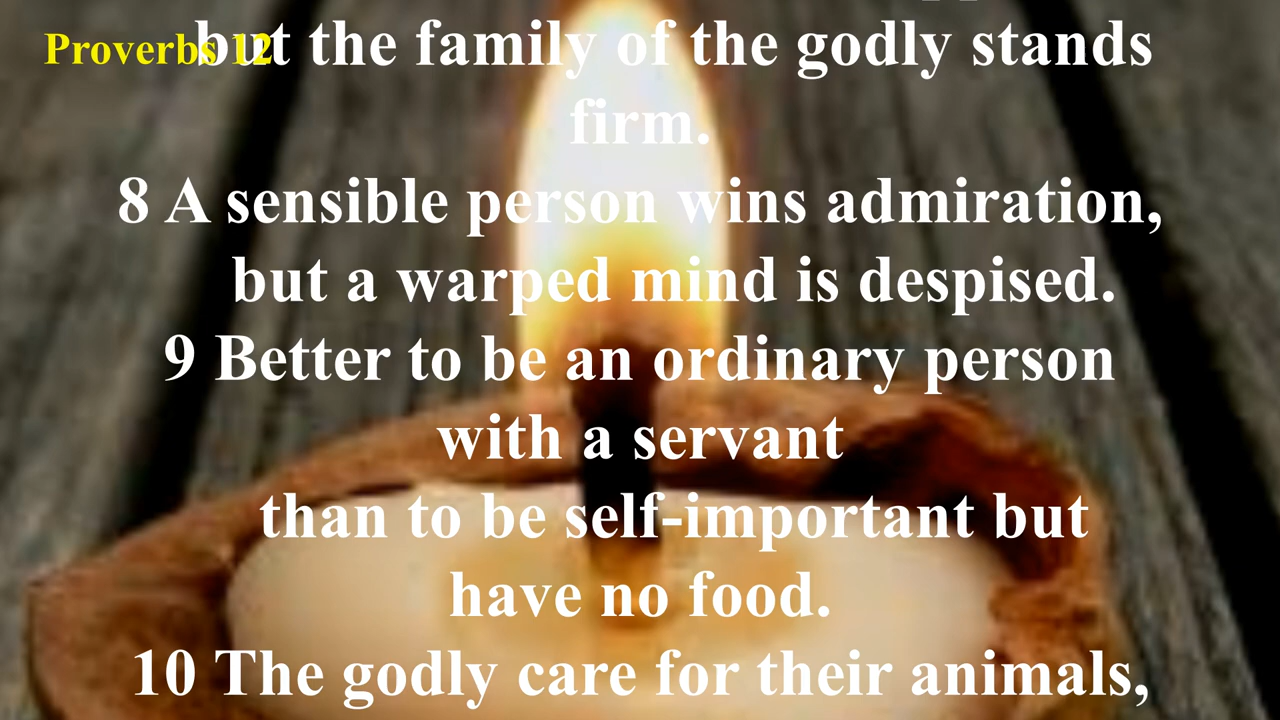 Proverbs 12
but the family of the godly stands
firm.
8 A sensible person wins admiration,
but a warped mind is despised.
9 Better to be an ordinary person
with a servant
than to be self-important but
have no food.
10 The godly care for their animals,